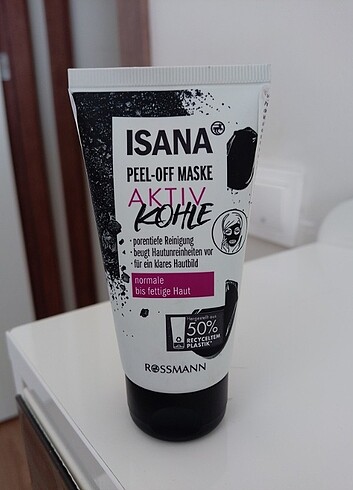 ISANA
PEEL-OFF MASKE
AKTIV
KOHLE
· porentiefe Reinigung
· beugt Hautunreinheiten vor
· für ein klares Hautbild
normale
bis fettige Haut
Hergestellt aus
50%
RECYCELTEM
PLASTIK*
ROSSMANN